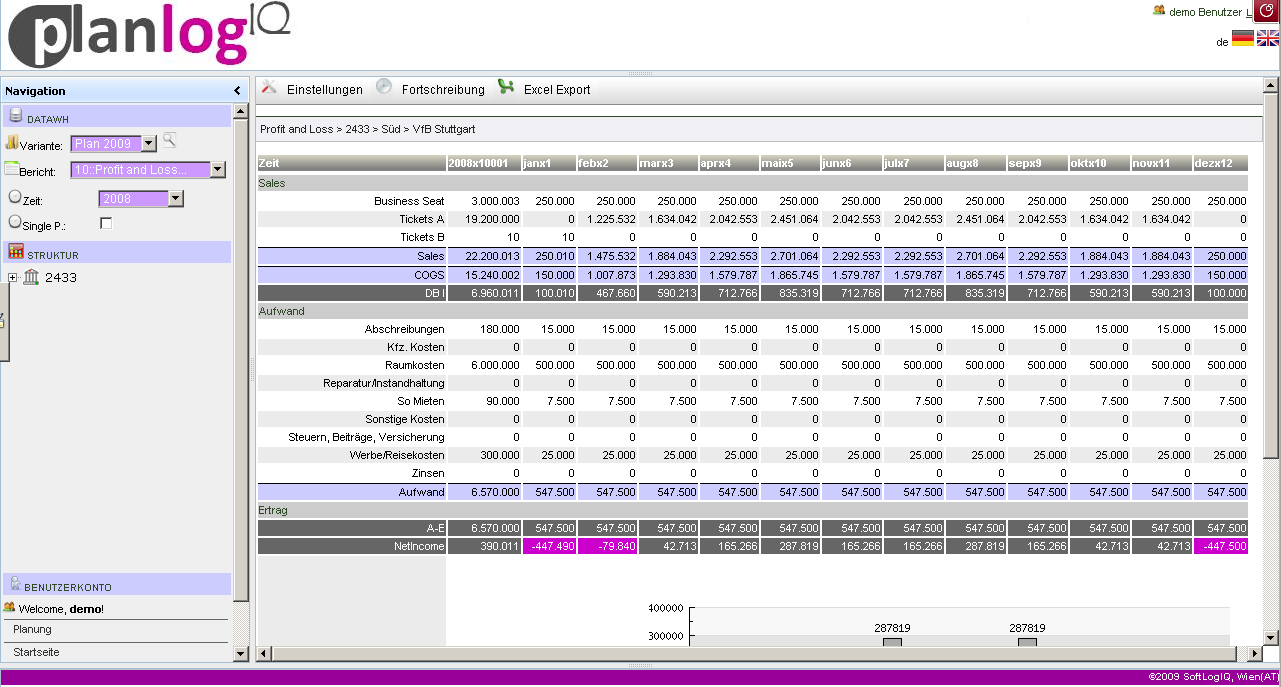 planlogIQ
demo Benutzer L
de
Navigation
DATAWH
Variante: Plan 2009
Bericht: 10::Profit and Loss...
Zeit: 2008
Single P.:
STRUKTUR
2433
BENUTZERKONTO
Welcome, demo!
Planung
Startseite
Einstellungen Fortschreibung Excel Export
Profit and Loss > 2433 > Süd > VfB Stuttgart
Zeit 2008x10001 janx1 febx2 marx3 aprx4 maix5 junx6 julx7 augx8 sepx9 oktx10 novx11 dezx12
Sales
Business Seat 3.000.003 250.000 250.000 250.000 250.000 250.000 250.000 250.000 250.000 250.000 250.000 250.000 250.000
Tickets A 19.200.000 0 1.225.532 1.634.042 2.042.553 2.451.064 2.042.553 2.042.553 2.451.064 2.042.553 1.634.042 1.634.042 0
Tickets B 10 10 0 0 0 0 0 0 0 0 0 0 0
Sales 22.200.013 250.010 1.475.532 1.884.043 2.292.553 2.701.064 2.292.553 2.292.553 2.701.064 2.292.553 1.884.043 1.884.043 250.000
COGS 15.240.002 150.000 1.007.873 1.293.830 1.579.787 1.865.745 1.579.787 1.579.787 1.865.745 1.579.787 1.293.830 1.293.830 150.000
DB I 6.960.011 100.010 467.660 590.213 712.766 835.319 712.766 712.766 835.319 712.766 590.213 590.213 100.000
Aufwand
Abschreibungen 180.000 15.000 15.000 15.000 15.000 15.000 15.000 15.000 15.000 15.000 15.000 15.000 15.000
Kfz. Kosten 0 0 0 0 0 0 0 0 0 0 0 0 0
Raumkosten 6.000.000 500.000 500.000 500.000 500.000 500.000 500.000 500.000 500.000 500.000 500.000 500.000 500.000
Reparatur/Instandhaltung 0 0 0 0 0 0 0 0 0 0 0 0 0
So Mieten 90.000 7.500 7.500 7.500 7.500 7.500 7.500 7.500 7.500 7.500 7.500 7.500 7.500
Sonstige Kosten 0 0 0 0 0 0 0 0 0 0 0 0 0
Steuern, Beiträge, Versicherung 0 0 0 0 0 0 0 0 0 0 0 0 0
Werbe/Reisekosten 300.000 25.000 25.000 25.000 25.000 25.000 25.000 25.000 25.000 25.000 25.000 25.000 25.000
Zinsen 0 0 0 0 0 0 0 0 0 0 0 0 0
Aufwand 6.570.000 547.500 547.500 547.500 547.500 547.500 547.500 547.500 547.500 547.500 547.500 547.500 547.500
Ertrag
A-E 6.570.000 547.500 547.500 547.500 547.500 547.500 547.500 547.500 547.500 547.500 547.500 547.500 547.500
NetIncome 390.011 -447.490 -79.840 42.713 165.266 287.819 165.266 165.266 287.819 165.266 42.713 42.713 -447.500
400000
287819 287819
300000
©2009 SoftLogIQ, Wien(AT)